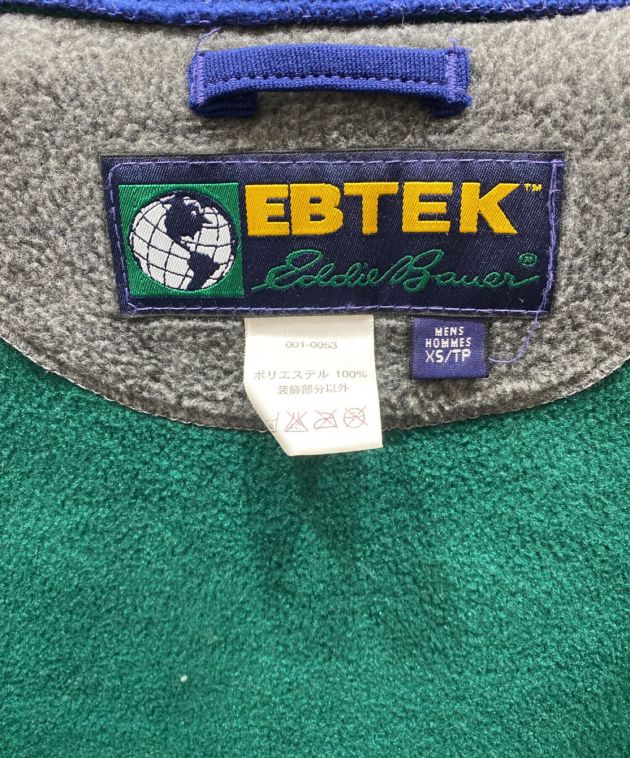 EBTEK™
Eddie Bauer®
MENS
HOMMES
XS/TP
001-0053
ポリエステル 100%
装飾部分以外